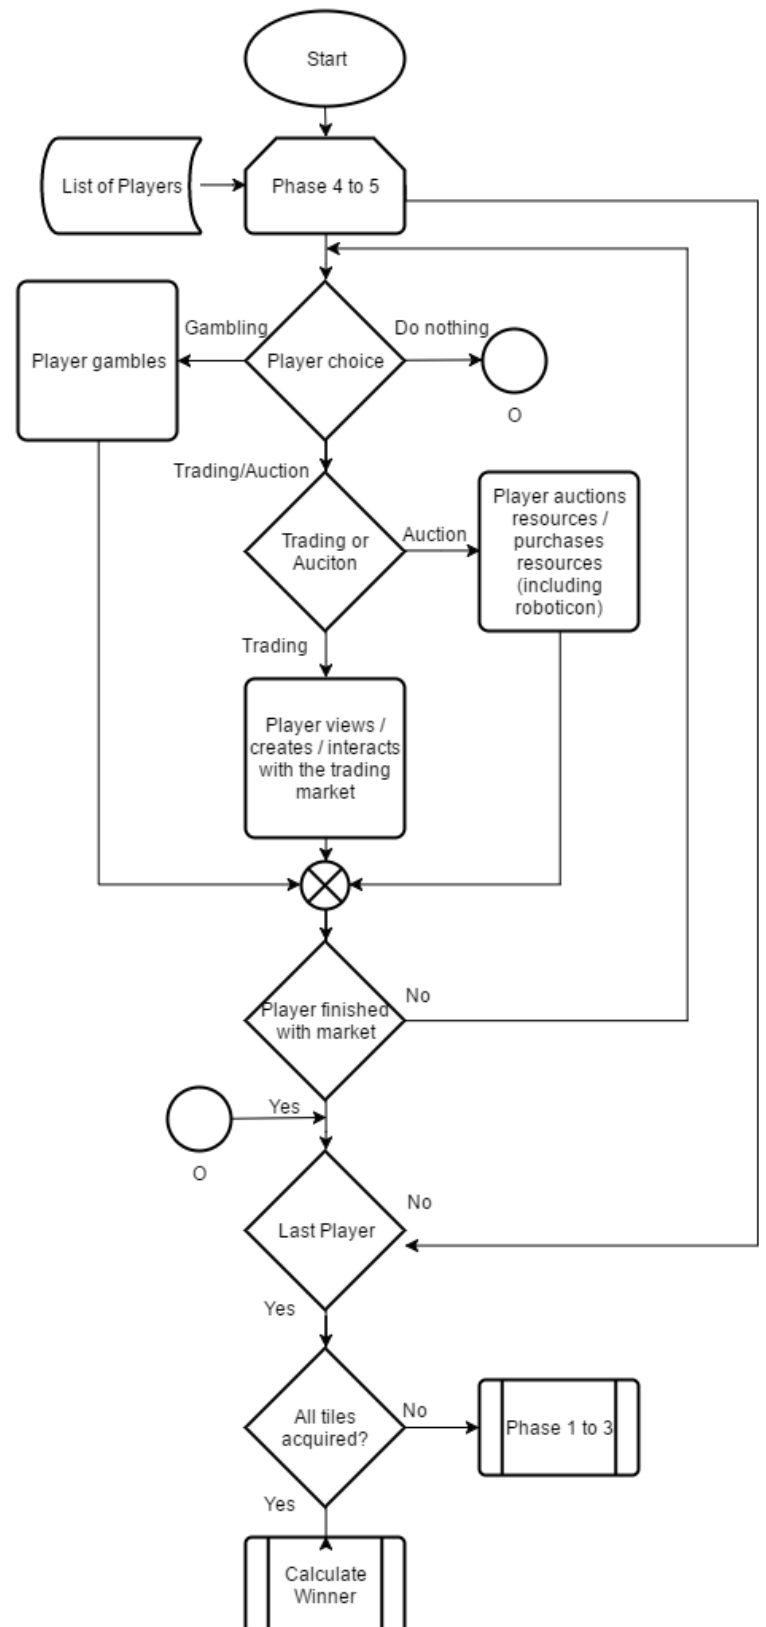 Start
List of Players
Phase 4 to 5
Gambling
Do nothing
Player gambles
Player choice
O
Trading/Auction
Player auctions
resources /
purchases
resources
(including
roboticon)
Trading or
Auciton
Auction
Trading
Player views /
creates / interacts
with the trading
market
No
Player finished
with market
Yes
O
No
Last Player
Yes
All tiles
acquired?
No
Phase 1 to 3
Yes
Calculate
Winner